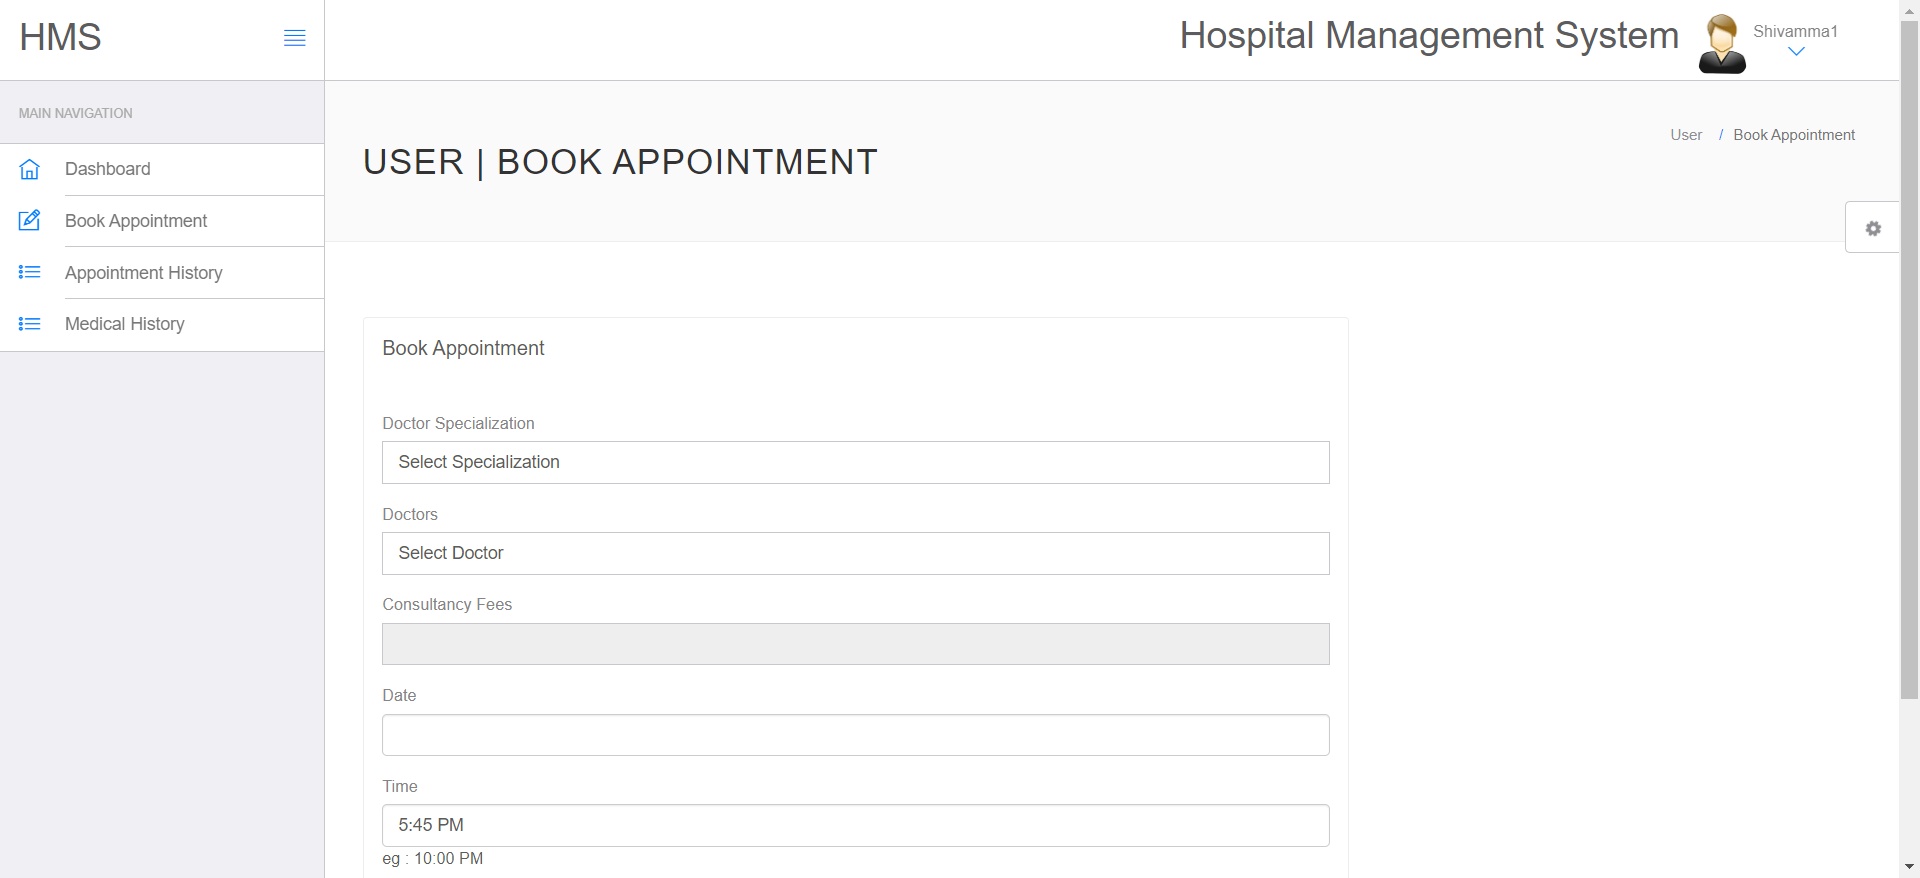 HMS
Hospital Management System
Shivamma1
MAIN NAVIGATION
Dashboard
Book Appointment
Appointment History
Medical History
USER | BOOK APPOINTMENT
User / Book Appointment
Book Appointment
Doctor Specialization
Select Specialization
Doctors
Select Doctor
Consultancy Fees
Date
Time
5:45 PM
eg : 10:00 PM